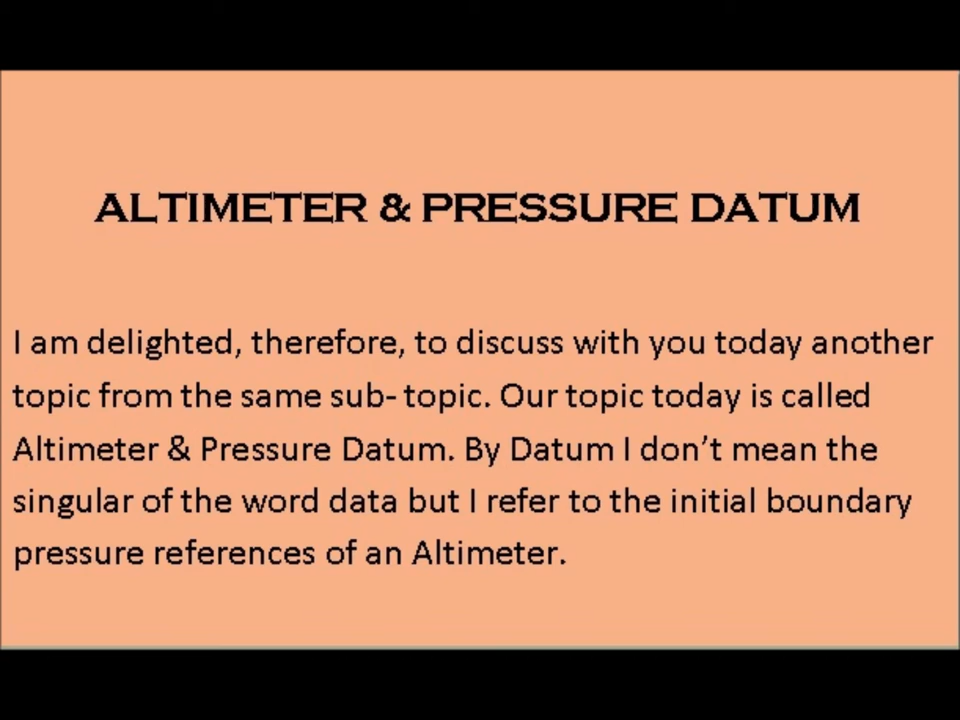 ALTIMETER & PRESSURE DATUM
I am delighted, therefore, to discuss with you today another
topic from the same sub- topic. Our topic today is called
Altimeter & Pressure Datum. By Datum I don’t mean the
singular of the word data but I refer to the initial boundary
pressure references of an Altimeter.